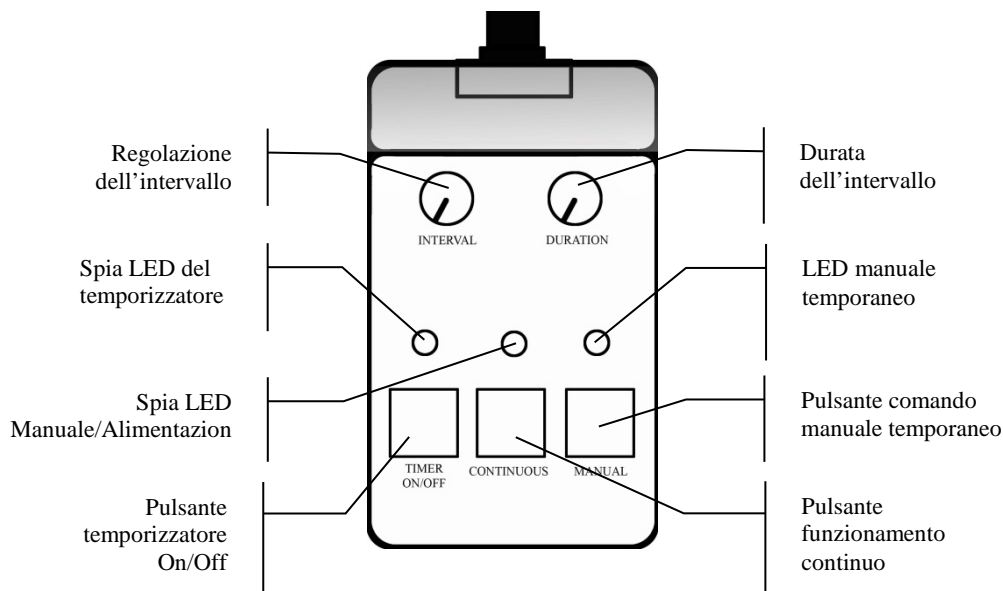 Regolazione
dell’intervallo
Durata
dell’intervallo
INTERVAL
DURATION
Spia LED del
temporizzatore
LED manuale
temporaneo
Spia LED
Manuale/Alimentazion
Pulsante comando
manuale temporaneo
TIMER
ON/OFF
CONTINUOUS
MANUAL
Pulsante
temporizzatore
On/Off
Pulsante
funzionamento
continuo